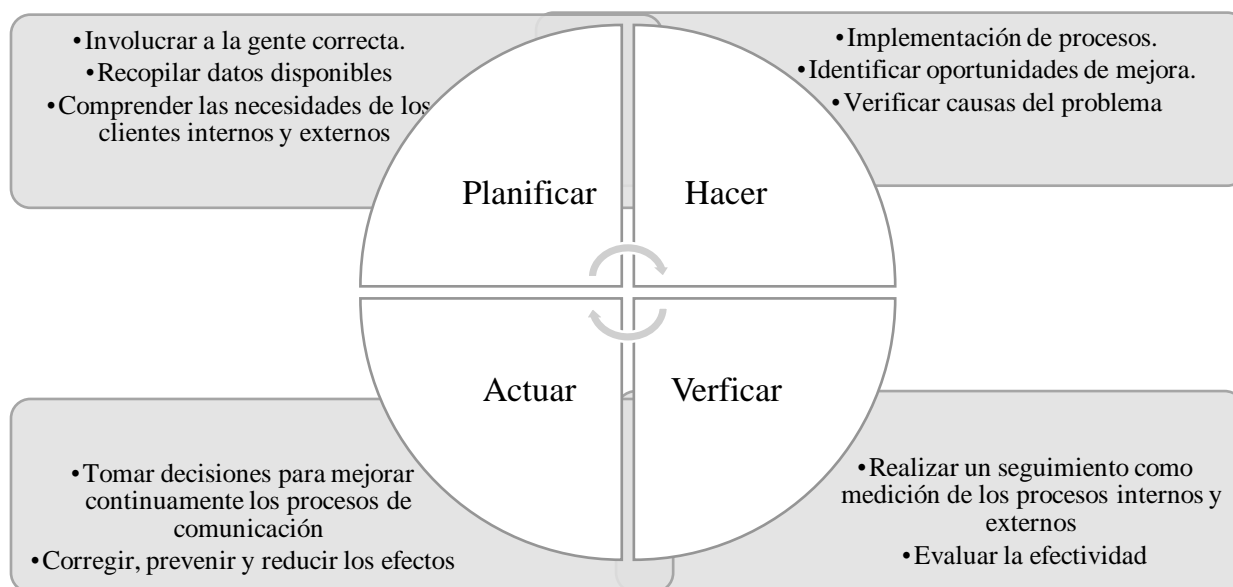 •Involucrar a la gente correcta.
•Recopilar datos disponibles
•Comprender las necesidades de los
clientes internos y externos
•Implementación de procesos.
•Identificar oportunidades de mejora.
•Verificar causas del problema
Planificar
Hacer
Actuar
Verficar
•Tomar decisiones para mejorar
continuamente los procesos de
comunicación
•Corregir, prevenir y reducir los efectos
•Realizar un seguimiento como
medición de los procesos internos y
externos
•Evaluar la efectividad